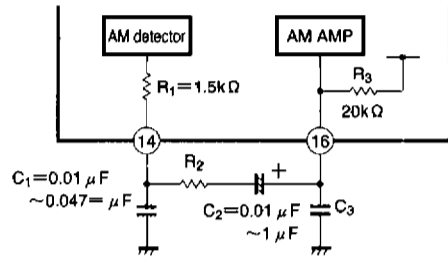 AM detector
AM AMP
R1=1.5kΩ
R3
20kΩ
14
16
R2
+
C1=0.01 μF
~0.047= μF
C2=0.01 μF
~1 μF
C3